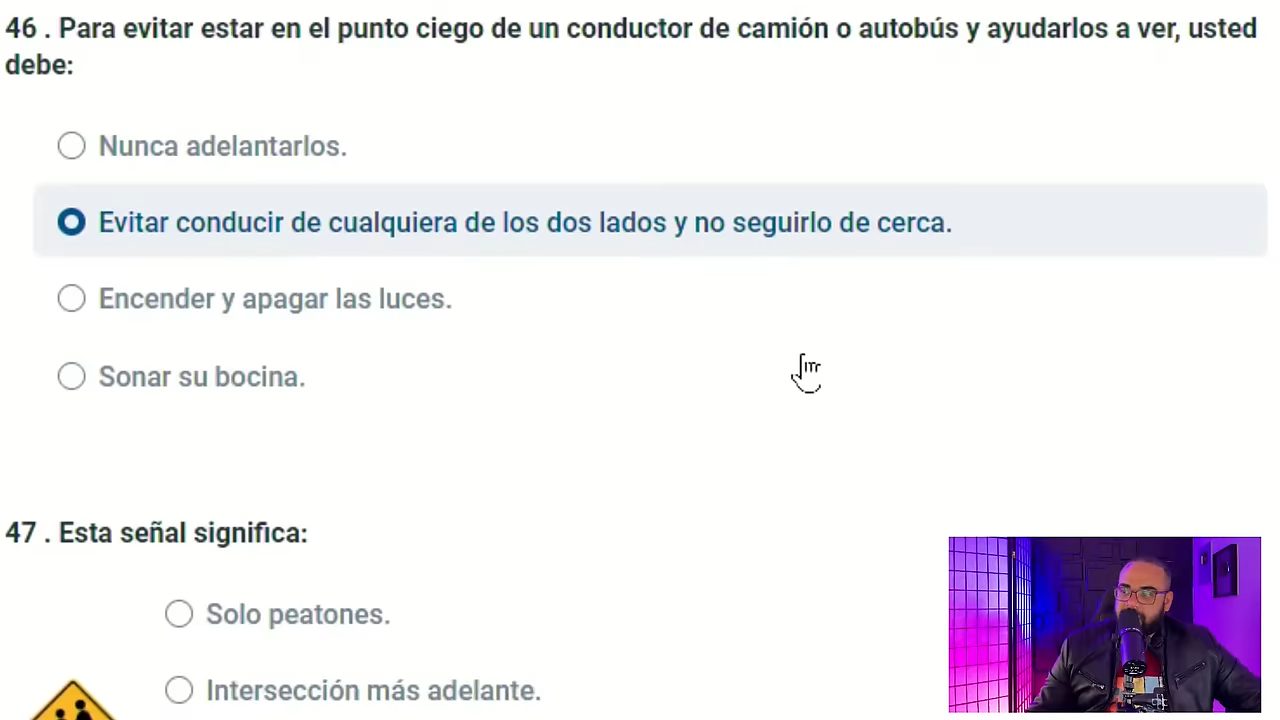 46 . Para evitar estar en el punto ciego de un conductor de camión o autobús y ayudarlos a ver, usted
debe:
Nunca adelantarlos.
Evitar conducir de cualquiera de los dos lados y no seguirlo de cerca.
Encender y apagar las luces.
Sonar su bocina.
47 . Esta señal significa:
Solo peatones.
Intersección más adelante.